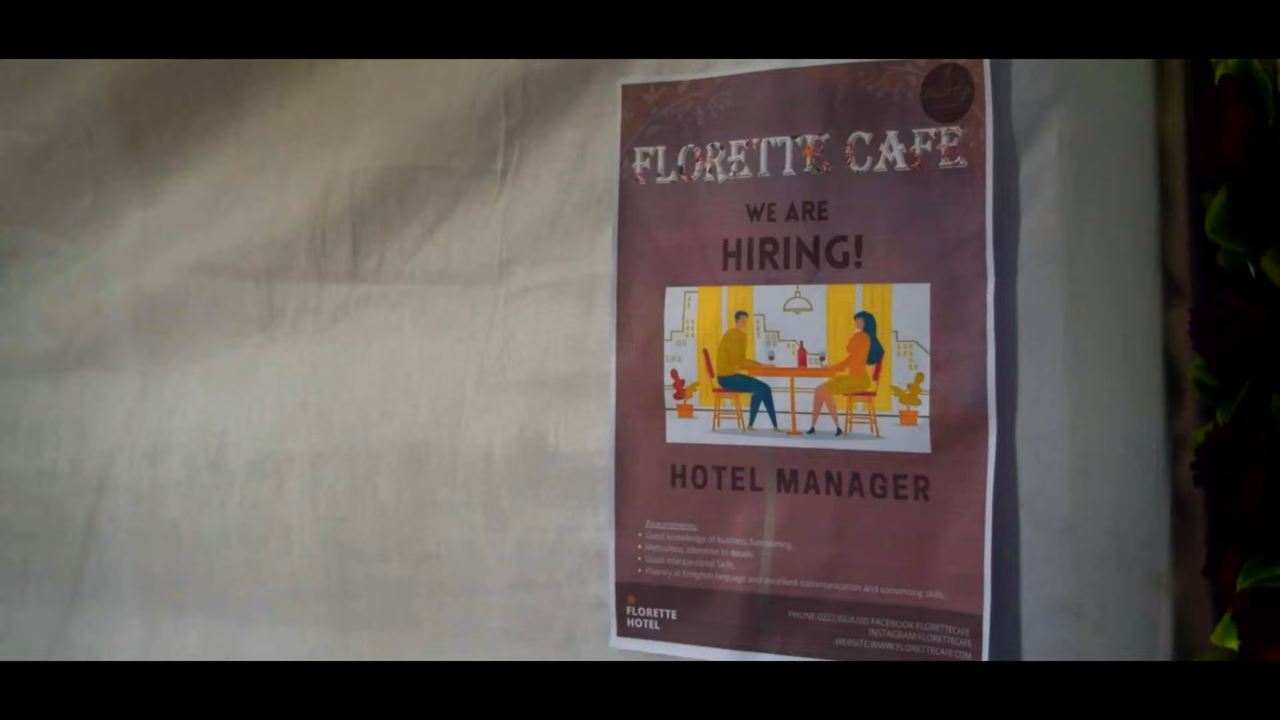 FLORETTE CAFE
WE ARE
HIRING!
HOTEL MANAGER
Requirements:
Good knowledge of business functioning.
Meticulous attention to details.
Good Interpersonal Skills.
Fluency at English language and excellent communication and convincing skills.
FLORETTE
HOTEL
FACEBOOK:FLORETTECAFE
INSTAGRAM:FLORETTECAFE
WEBSITE:WWW.FLORETTECAFE.COM